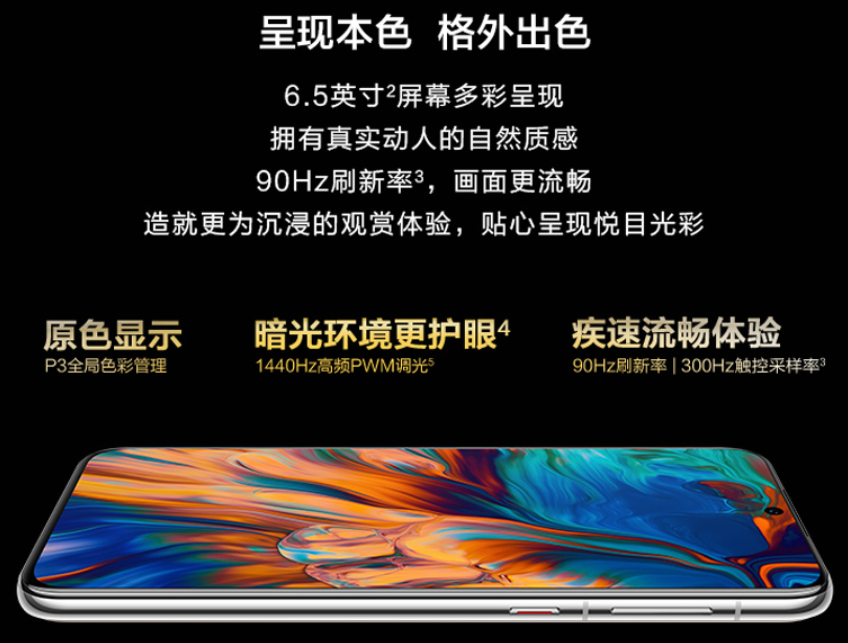 呈现本色 格外出色
6.5英寸²屏幕多彩呈现
拥有真实动人的自然质感
90Hz刷新率³，画面更流畅
造就更为沉浸的观赏体验，贴心呈现悦目光彩
原色显示 暗光环境更护眼⁴ 疾速流畅体验
P3全局色彩管理 1440Hz高频PWM调光⁵ 90Hz刷新率 | 300Hz触控采样率³